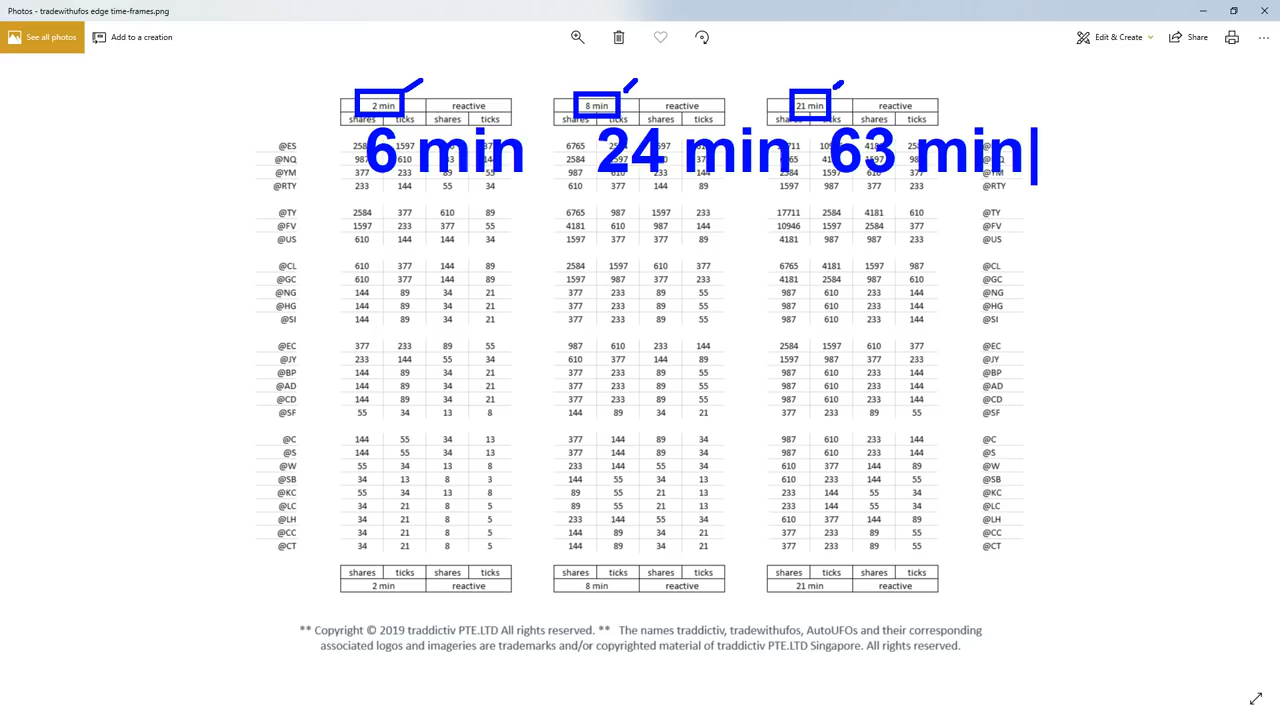 Photos - tradewithufos edge time-frames.png
See all photos
Add to a creation
Edit & Create
Share
2 min reactive 8 min reactive 21 min reactive
shares ticks shares ticks shares ticks shares ticks shares ticks shares ticks
6 min 24 min 63 min
@ES 1597 6765 1597
@NQ 987 610 2584 1597 610
@YM 377 233 89 55 987 610 233 144 2584 1597
@RTY 233 144 55 34 610 377 144 89 1597 987 377 233 @RTY
@TY 2584 377 610 89 6765 987 1597 233 17711 2584 4181 610 @TY
@FV 1597 233 377 55 4181 610 987 144 10946 1597 2584 377 @FV
@US 610 144 144 34 1597 377 377 89 4181 987 987 233 @US
@CL 610 377 144 89 2584 1597 610 377 6765 4181 1597 987 @CL
@GC 610 377 144 89 1597 987 377 233 4181 2584 987 610 @GC
@NG 144 89 34 21 377 233 89 55 987 610 233 144 @NG
@HG 144 89 34 21 377 233 89 55 987 610 233 144 @HG
@SI 144 89 34 21 377 233 89 55 987 610 233 144 @SI
@EC 377 233 89 55 987 610 233 144 2584 1597 610 377 @EC
@JY 233 144 55 34 610 377 144 89 1597 987 377 233 @JY
@BP 144 89 34 21 377 233 89 55 987 610 233 144 @BP
@AD 144 89 34 21 377 233 89 55 987 610 233 144 @AD
@CD 144 89 34 21 377 233 89 55 987 610 233 144 @CD
@SF 55 34 13 8 144 89 34 21 377 233 89 55 @SF
@C 144 55 34 13 377 144 89 34 987 610 233 144 @C
@S 144 55 34 13 377 144 89 34 987 610 233 144 @S
@W 55 34 13 8 233 144 55 34 610 377 144 89 @W
@SB 34 13 8 3 144 55 34 13 610 233 144 55 @SB
@KC 55 34 13 8 89 55 21 13 233 144 55 34 @KC
@LC 34 21 8 5 89 55 21 13 233 144 55 34 @LC
@LH 34 21 8 5 233 144 55 34 610 377 144 89 @LH
@CC 34 21 8 5 144 89 34 21 377 233 89 55 @CC
@CT 34 21 8 5 144 89 34 21 377 233 89 55 @CT
shares ticks shares ticks shares ticks shares ticks shares ticks shares ticks
2 min reactive 8 min reactive 21 min reactive
** Copyright © 2019 traddictiv PTE.LTD All rights reserved. ** The names traddictiv, tradewithufos, AutoUFOs and their corresponding
associated logos and imageries are trademarks and/or copyrighted material of traddictiv PTE.LTD Singapore. All rights reserved.